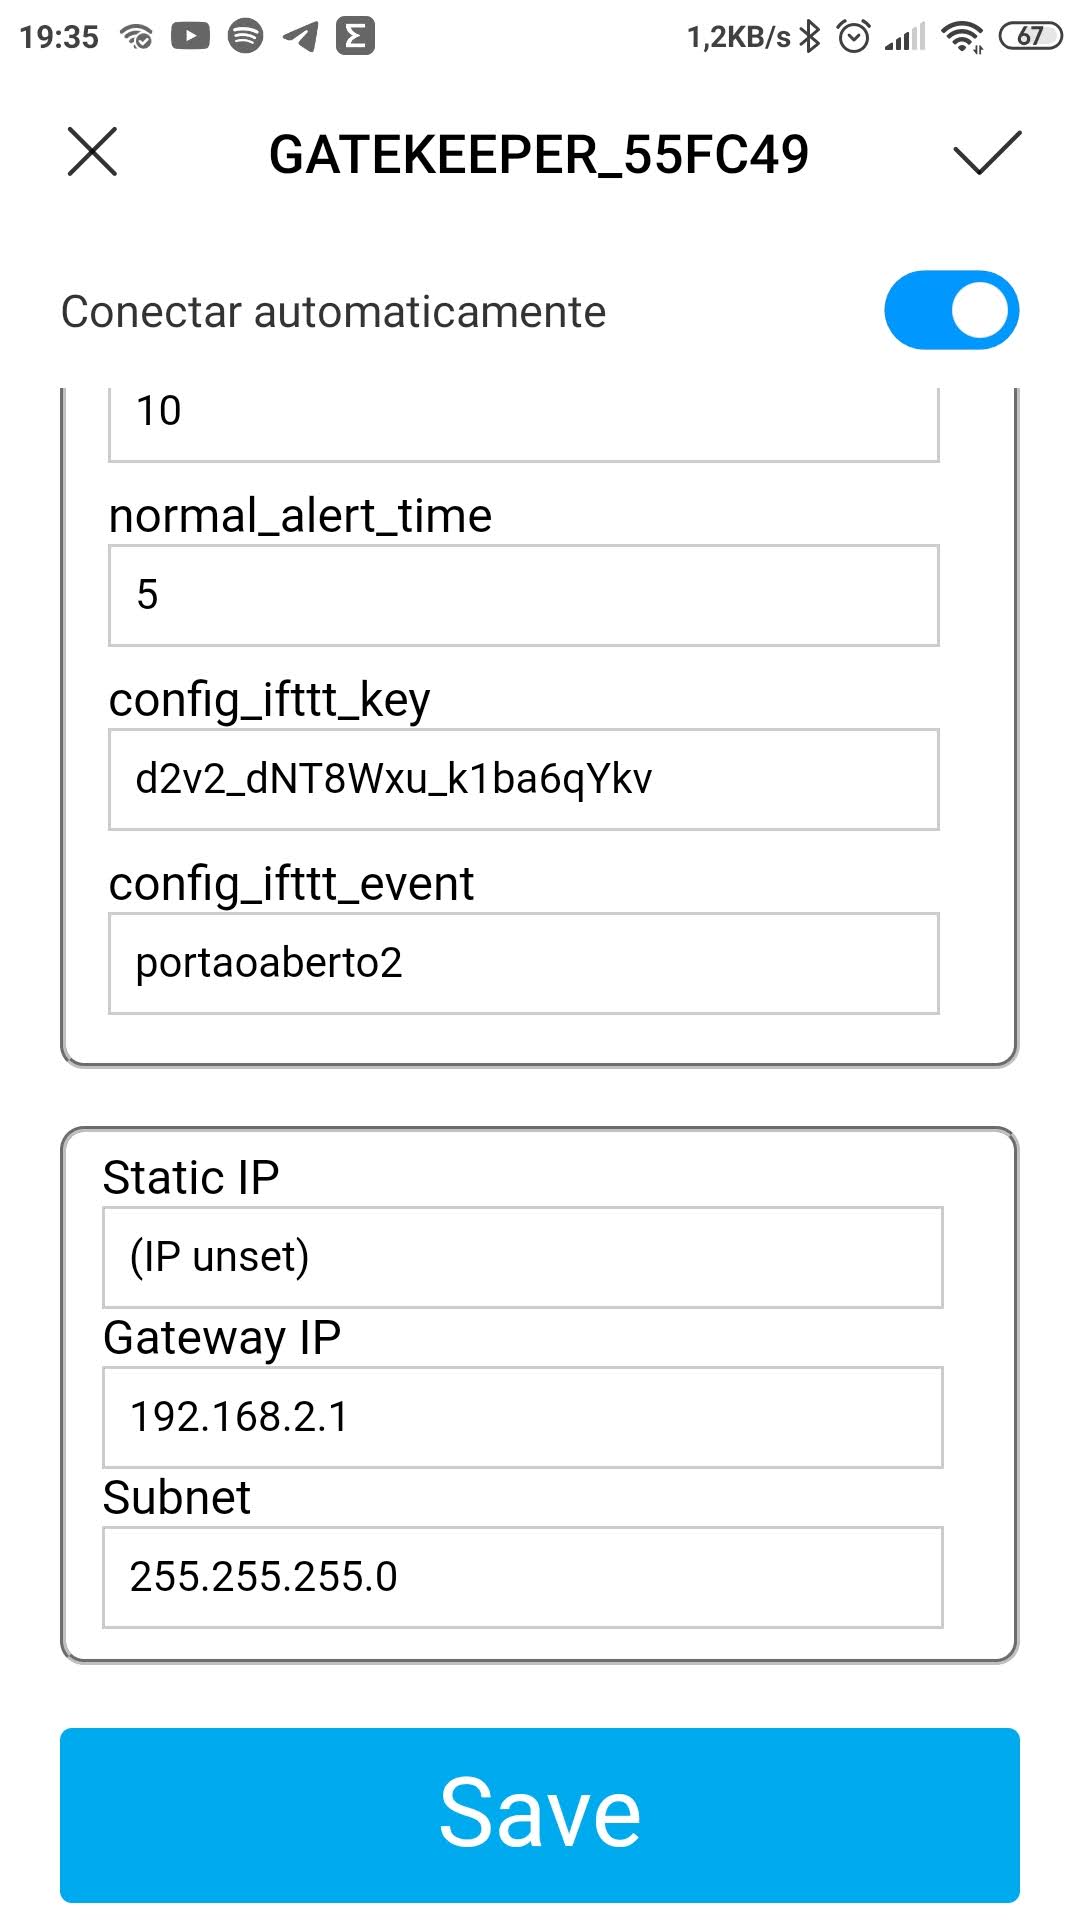 19:35 1,2KB/s 67
GATEKEEPER_55FC49
Conectar automaticamente
10
normal_alert_time
5
config_ifttt_key
d2v2_dNT8Wxu_k1ba6qYkv
config_ifttt_event
portaoaberto2
Static IP
(IP unset)
Gateway IP
192.168.2.1
Subnet
255.255.255.0
Save